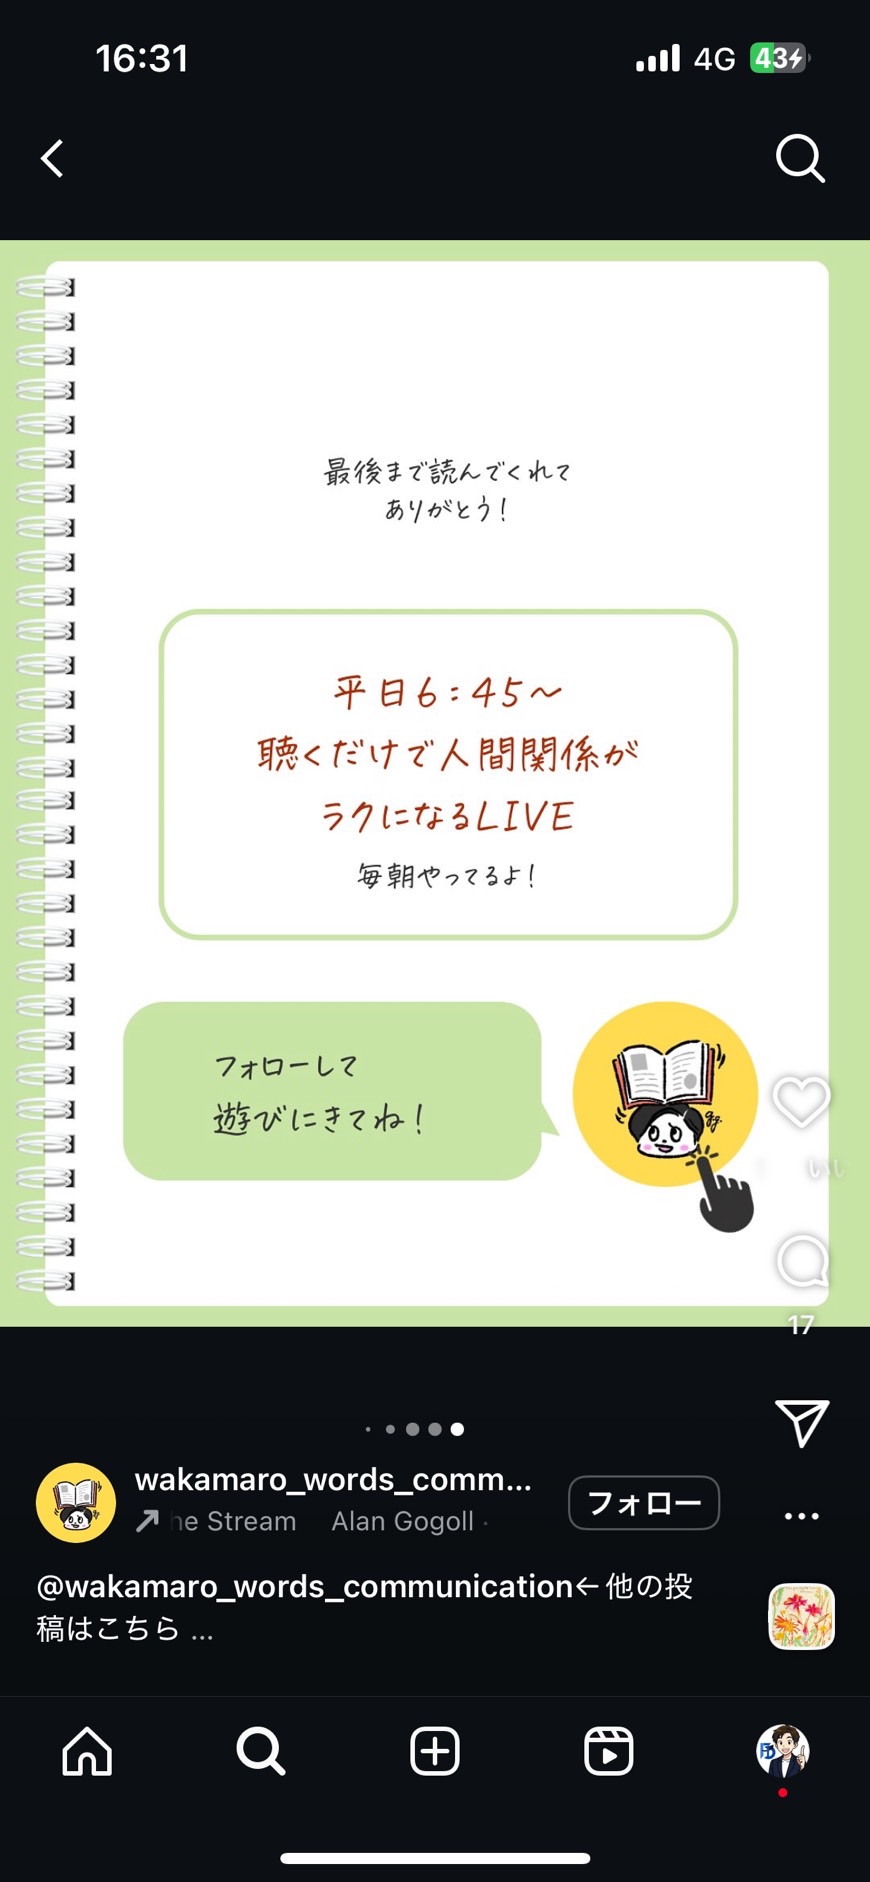 16:31
4G
43
最後まで読んでくれて
ありがとう!
平日6:45〜
聴くだけで人間関係が
ラクになるLIVE
毎朝やってるよ!
フォローして
遊びにきてね!
17
wakamaro_words_comm...
フォロー
he Stream Alan Gogoll ·
@wakamaro_words_communication← 他の投
稿はこちら ...